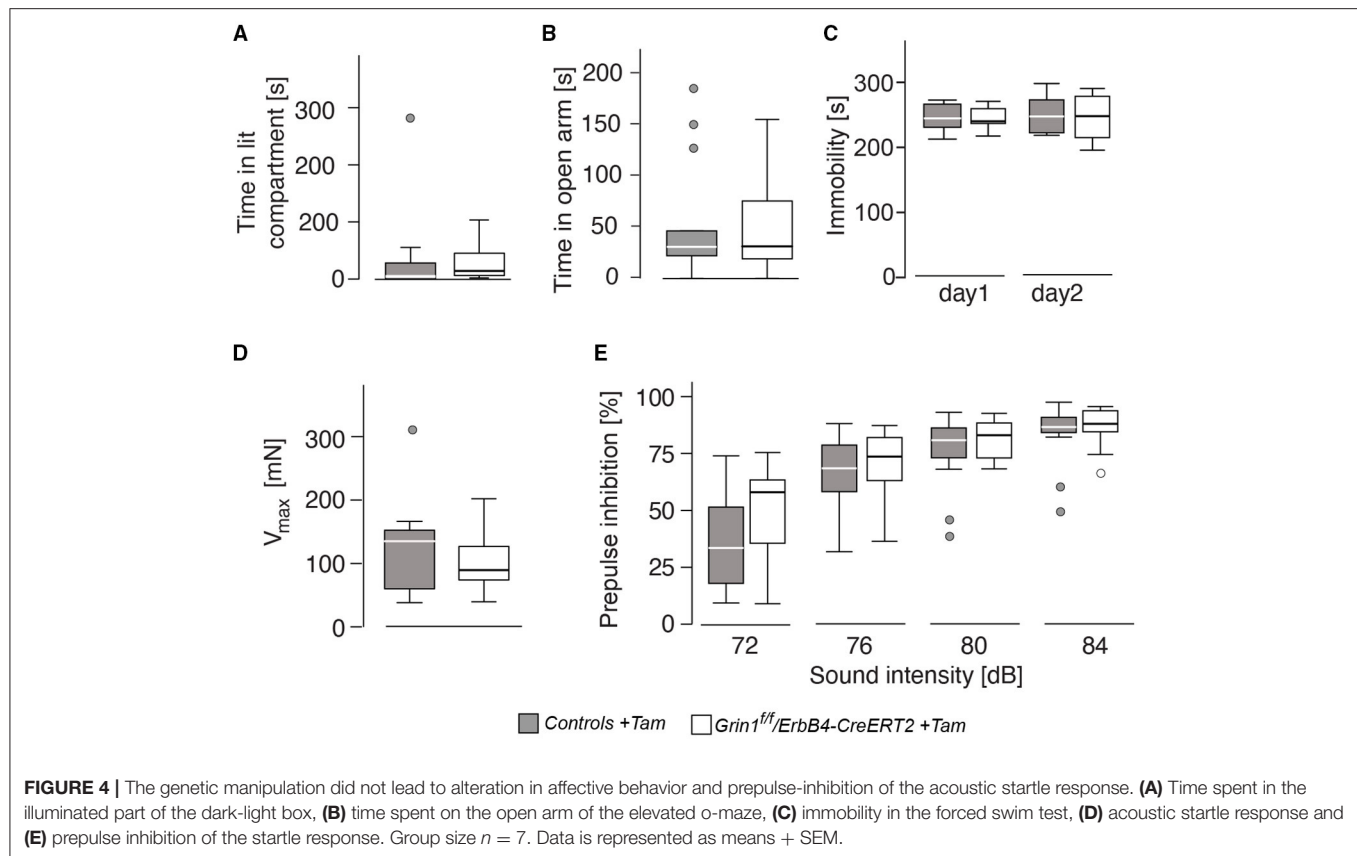 A
Time in lit
compartment [s]
300
200
200
0
B
Time in open arm [s]
200
150
100
50
0
C
Immobility [s]
300
200
100
0
day1 day2
D
Vmax [mN]
300
200
100
0
E
Prepulse inhibition [%]
100
75
50
25
0
72 76 80 84
Sound intensity [dB]
Controls +Tam Grin1f/f/ErbB4-CreERT2 +Tam
FIGURE 4 | The genetic manipulation did not lead to alteration in affective behavior and prepulse-inhibition of the acoustic startle response. (A) Time spent in the
illuminated part of the dark-light box, (B) time spent on the open arm of the elevated o-maze, (C) immobility in the forced swim test, (D) acoustic startle response and
(E) prepulse inhibition of the startle response. Group size n = 7. Data is represented as means + SEM.